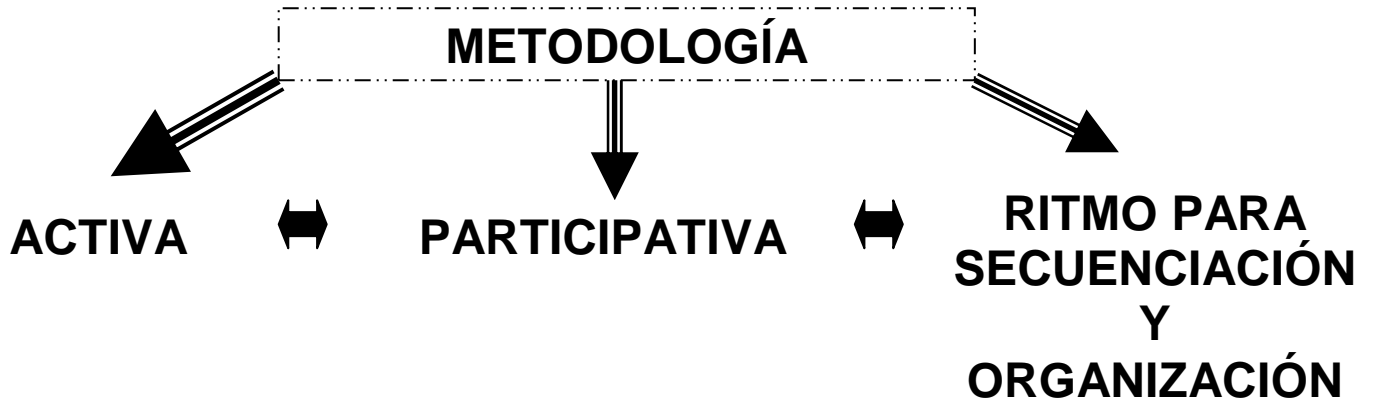 METODOLOGÍA
ACTIVA
PARTICIPATIVA
RITMO PARA
SECUENCIACIÓN
Y
ORGANIZACIÓN